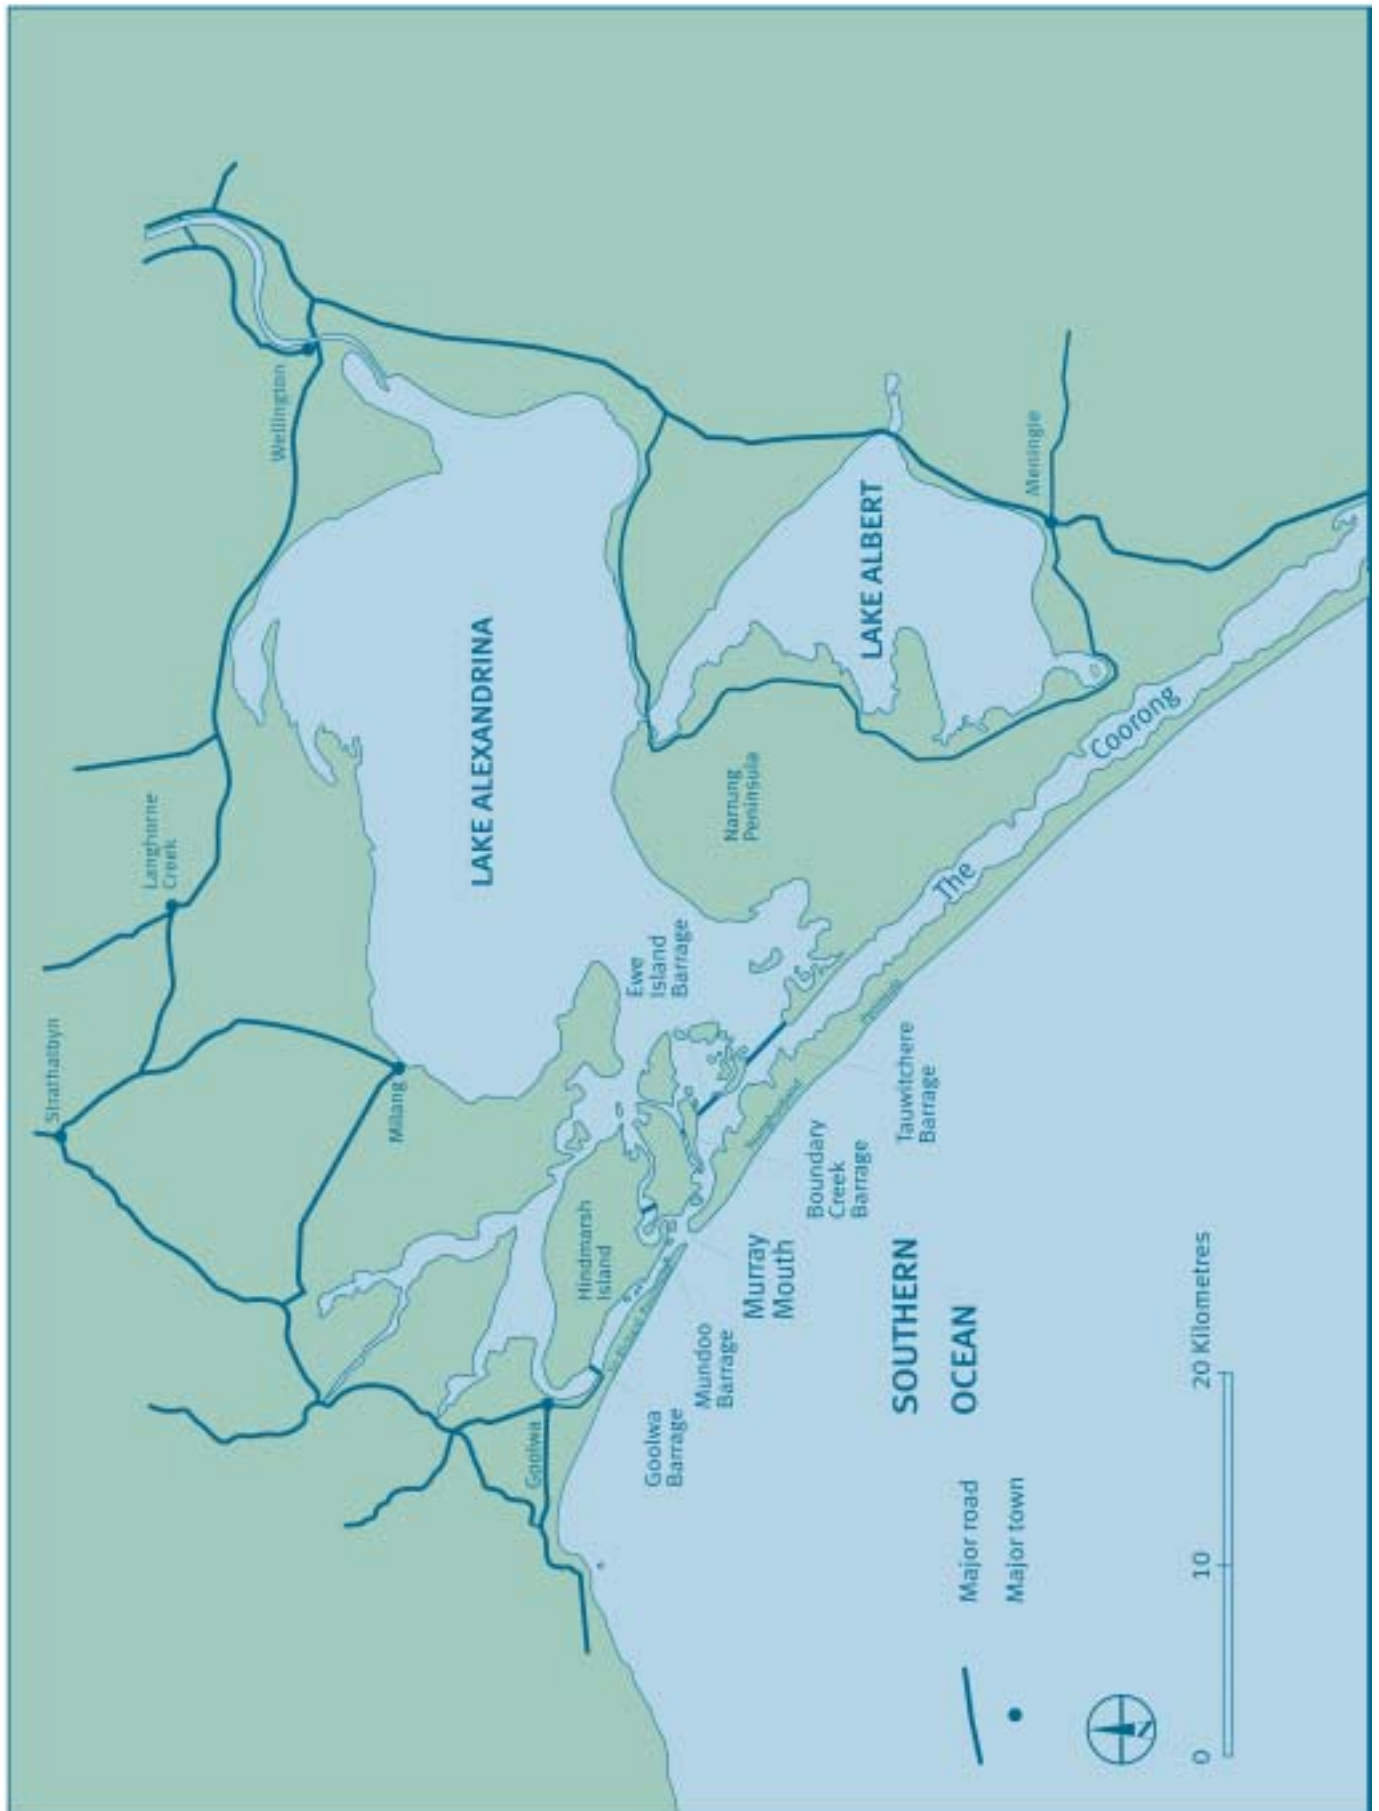 Strathalbyn
Langhorne
Creek
Wellington
Milang
LAKE ALEXANDRINA
Goolwa
Hindmarsh
Island
Ewe
Island
Barrage
Narrung
Peninsula
LAKE ALBERT
Meningie
Goolwa
Barrage
Mundoo
Barrage
Murray
Mouth
Boundary
Creek
Barrage
Tauwitchere
Barrage
The
Coorong
Peninsula
SOUTHERN
OCEAN
Major road
Major town
N
0
10
20 Kilometres